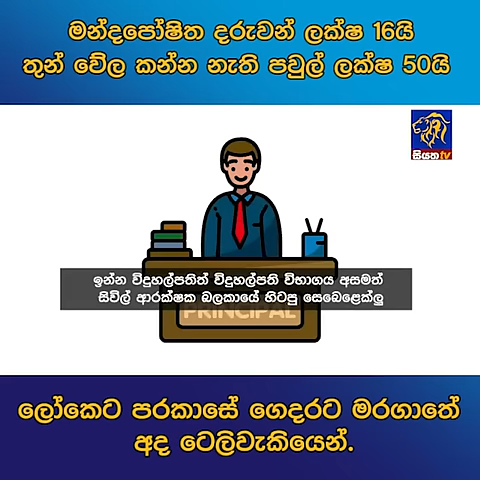 මන්දපෝෂිත දරුවන් ලක්ෂ 16යි
තුන් වේල කන්න නැති පවුල් ලක්ෂ 50යි
සියත tv
ඉන්න විදුහල්පතිත් විදුහල්පති විභාගය අසමත්
සිවිල් ආරක්ෂක බලකායේ හිටපු සෙබළෙක්ලු
PRINCIPAL
ලෝකෙට පරකාසේ ගෙදරට මරගාතේ
අද ටෙලිවැකියෙන්.